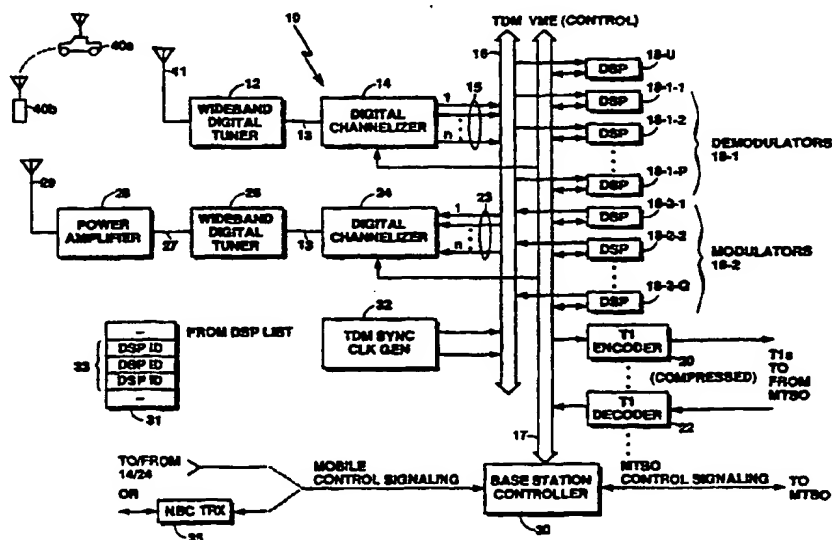 10
TDM VME (CONTROL)
40a
40b
11
12
WIDEBAND DIGITAL TUNER
13
14
DIGITAL CHANNELIZER
1
15
n
16
18-U
DSP
18-1-1
DSP
18-1-2
DSP
18-1-P
DSP
DEMODULATORS
18-1
18-2-1
DSP
18-2-2
DSP
18-2-Q
DSP
MODULATORS
18-2
29
28
POWER AMPLIFIER
27
WIDEBAND DIGITAL TUNER
13
24
DIGITAL CHANNELIZER
1
23
n
32
TDM SYNC CLK GEN
FROM DSP LIST
–
DSP ID
DSP ID
DSP ID
–
33
31
T1 ENCODER
20
(COMPRESSED)
T1 DECODER
22
T1s
TO
FROM
MTSO
17
TO/FROM
14/24
OR
NBC TRX
35
MOBILE
CONTROL SIGNALING
BASE STATION CONTROLLER
30
MTSO
CONTROL SIGNALING
TO
MTSO